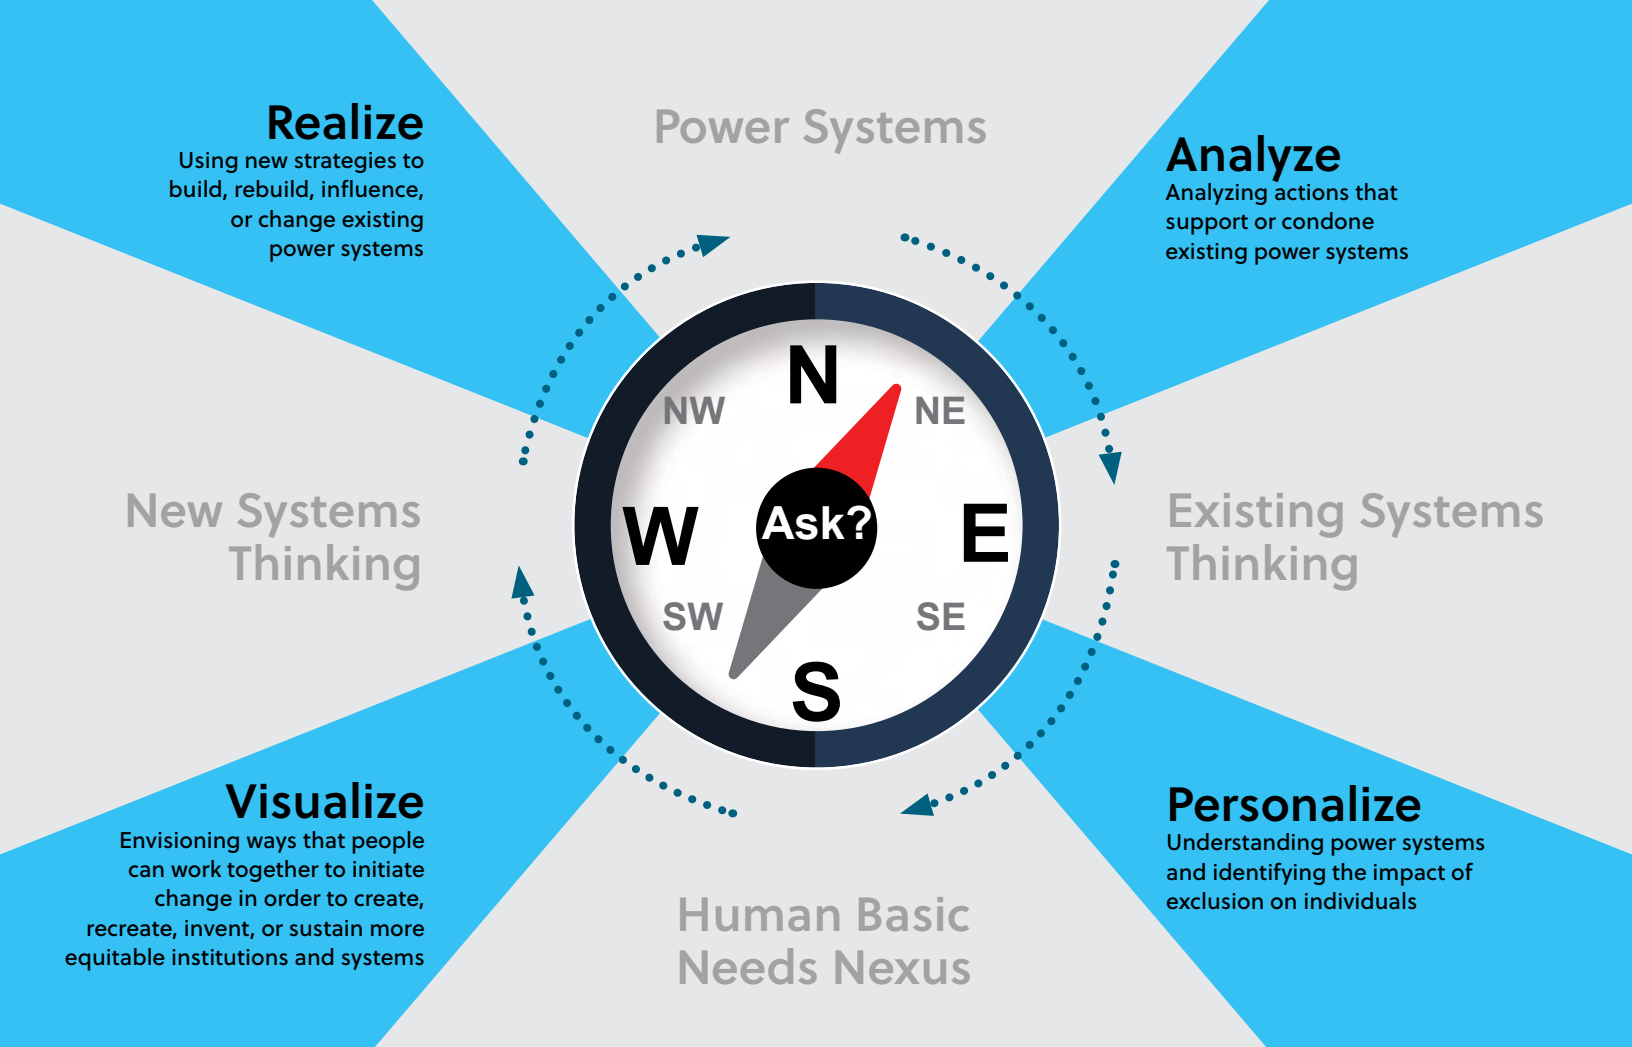 Power Systems
Realize
Using new strategies to
build, rebuild, influence,
or change existing
power systems
Analyze
Analyzing actions that
support or condone
existing power systems
N
NW
NE
New Systems
Thinking
W
Ask?
E
Existing Systems
Thinking
SW
SE
S
Visualize
Envisioning ways that people
can work together to initiate
change in order to create,
recreate, invent, or sustain more
equitable institutions and systems
Personalize
Understanding power systems
and identifying the impact of
exclusion on individuals
Human Basic
Needs Nexus